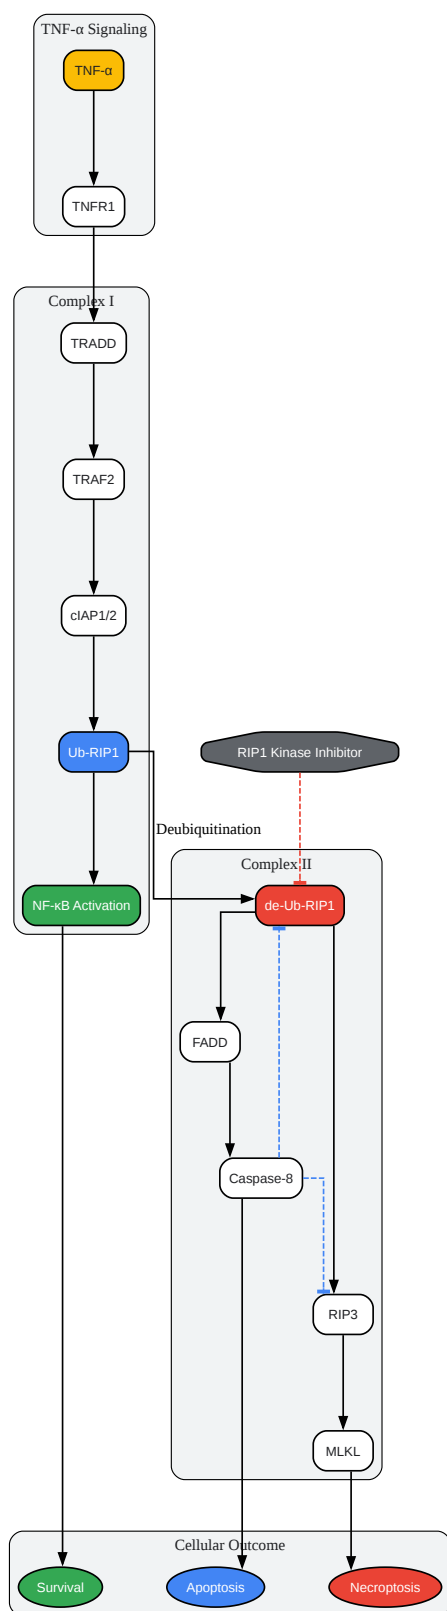 TNF-α Signaling
TNF-α
TNFR1
Complex I
TRADD
TRAF2
cIAP1/2
Ub-RIP1
RIP1 Kinase Inhibitor
Deubiquitination
Complex II
NF-κB Activation
de-Ub-RIP1
FADD
Caspase-8
RIP3
MLKL
Cellular Outcome
Survival
Apoptosis
Necroptosis